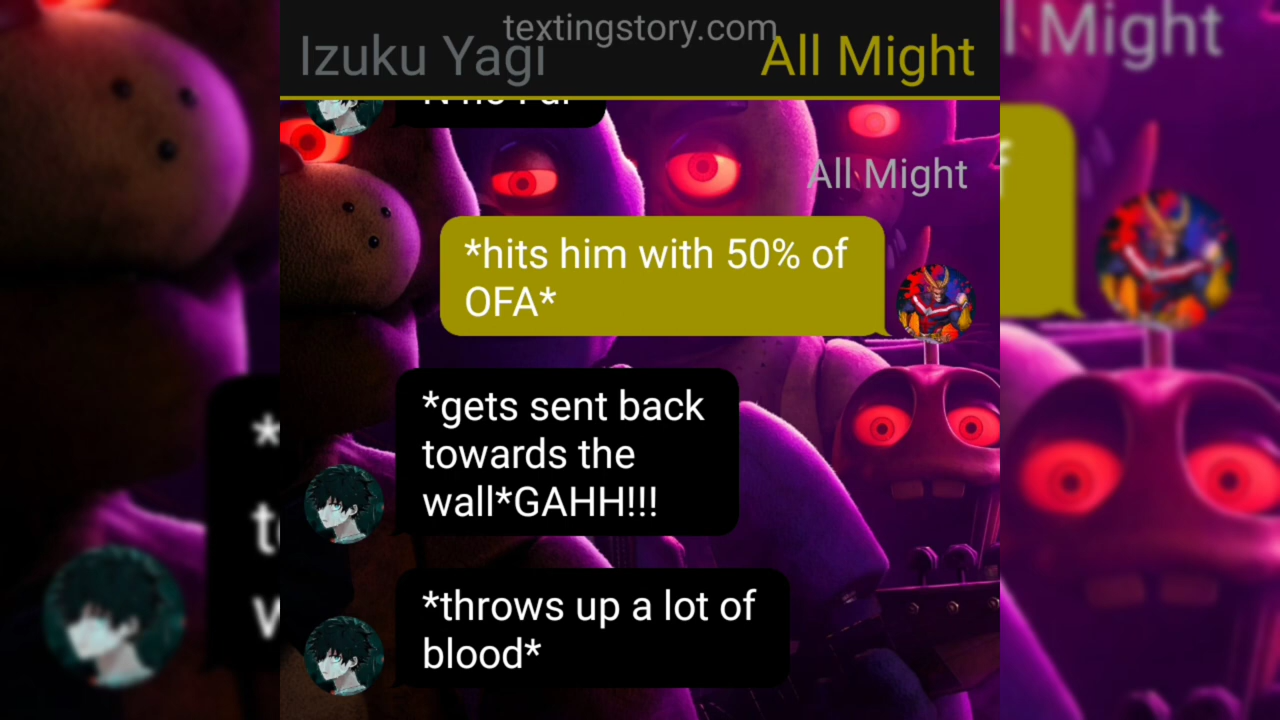 textingstory.com
Izuku Yagi
All Might
All Might
*hits him with 50% of
OFA*
*gets sent back
towards the
wall*GAHH!!!
*throws up a lot of
blood*
l Might